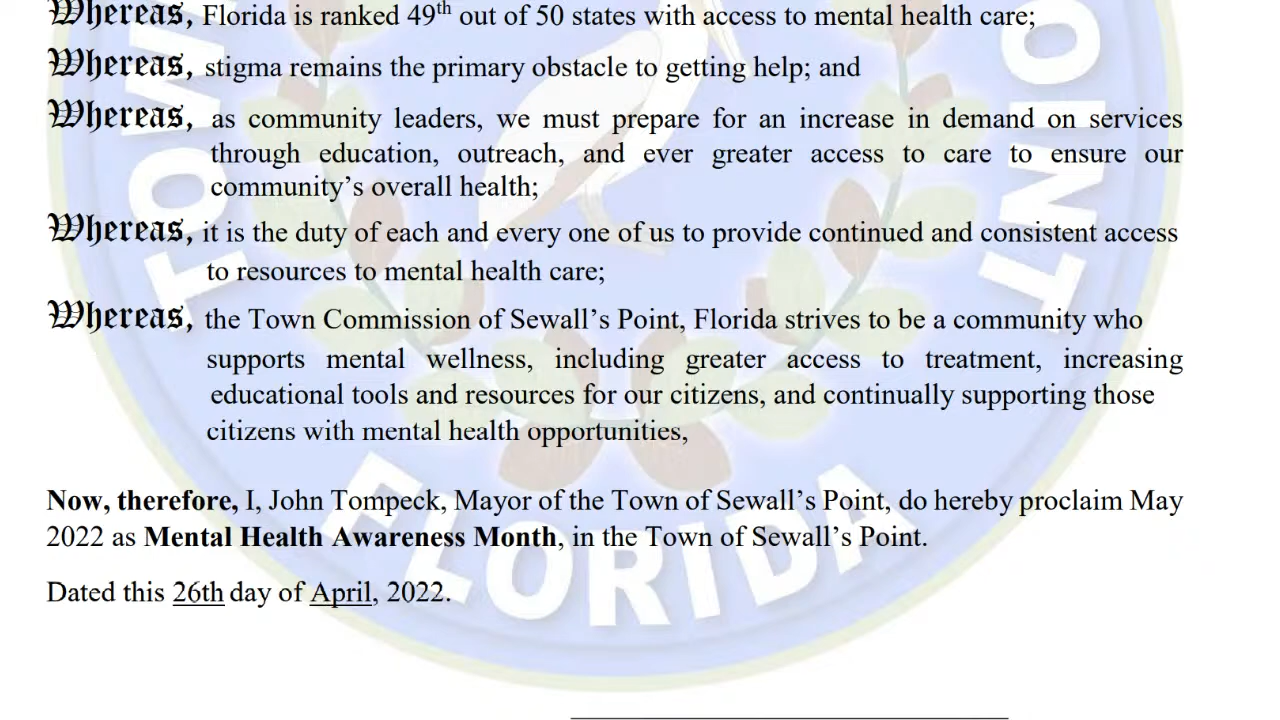 Whereas, Florida is ranked 49th out of 50 states with access to mental health care;
Whereas, stigma remains the primary obstacle to getting help; and
Whereas, as community leaders, we must prepare for an increase in demand on services
through education, outreach, and ever greater access to care to ensure our
community's overall health;
Whereas, it is the duty of each and every one of us to provide continued and consistent access
to resources to mental health care;
Whereas, the Town Commission of Sewall's Point, Florida strives to be a community who
supports mental wellness, including greater access to treatment, increasing
educational tools and resources for our citizens, and continually supporting those
citizens with mental health opportunities,
Now, therefore, I, John Tompeck, Mayor of the Town of Sewall's Point, do hereby proclaim May
2022 as Mental Health Awareness Month, in the Town of Sewall's Point.
Dated this 26th day of April, 2022.
TOW
OINT
FLORIDA